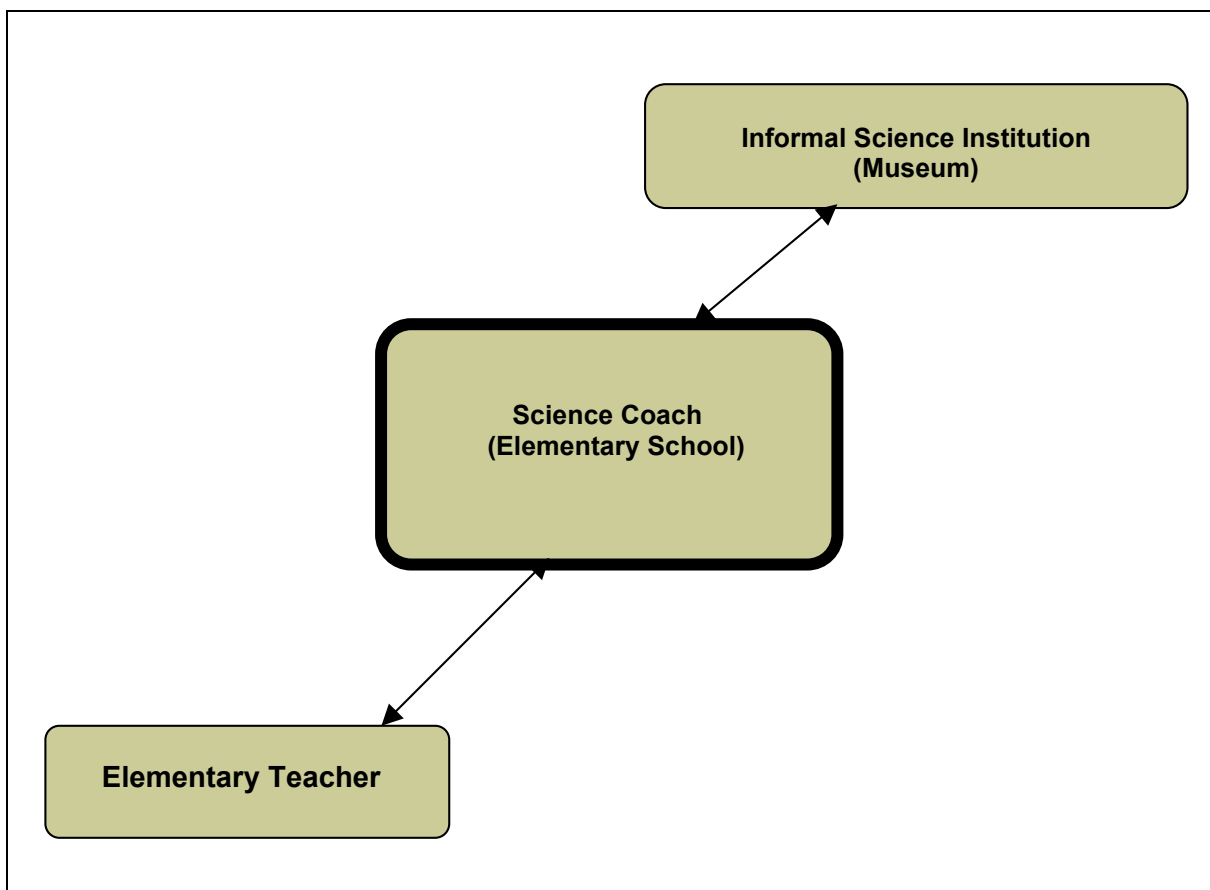 Informal Science Institution
(Museum)
Science Coach
(Elementary School)
Elementary Teacher